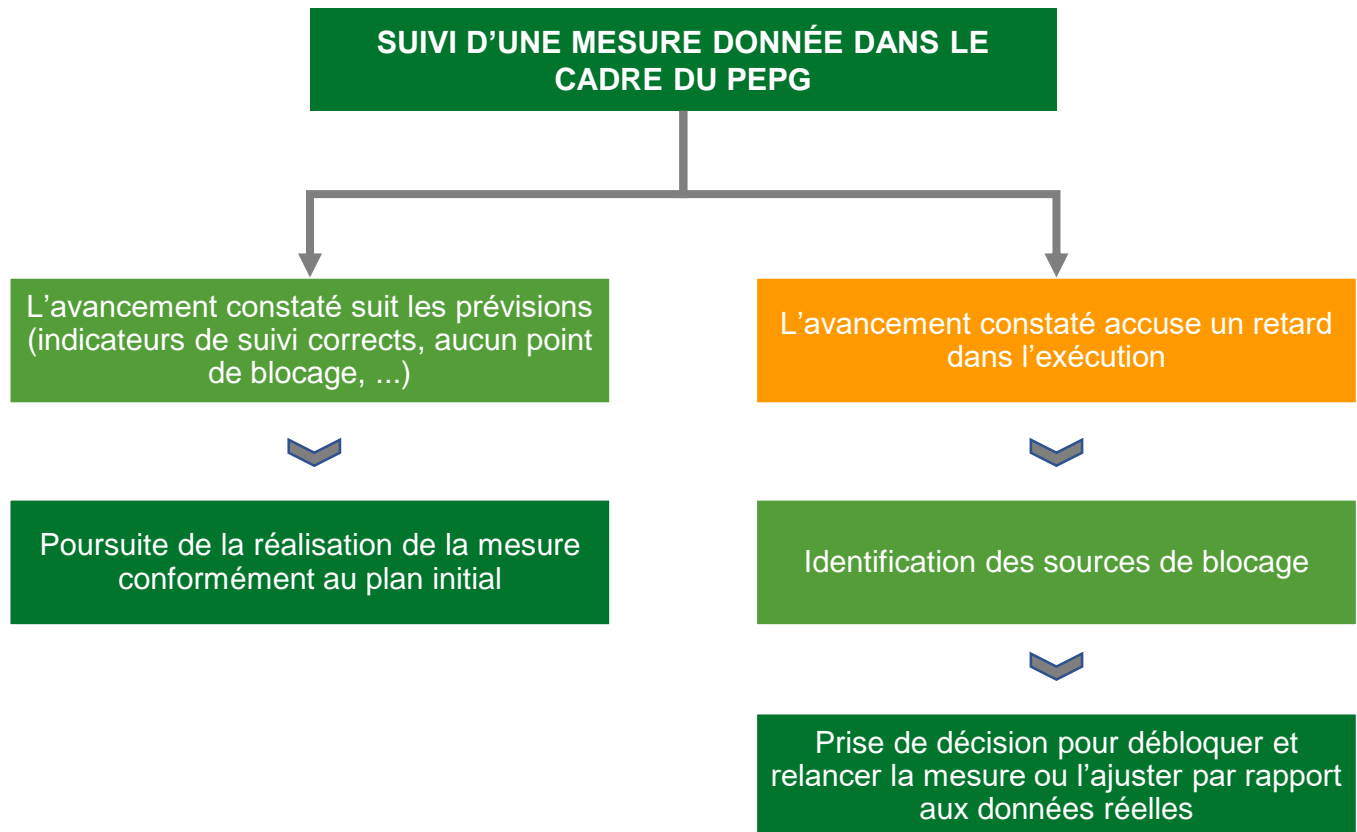 SUIVI D’UNE MESURE DONNÉE DANS LE
CADRE DU PEPG
L’avancement constaté suit les prévisions
(indicateurs de suivi corrects, aucun point
de blocage, ...)
L’avancement constaté accuse un retard
dans l’exécution
Poursuite de la réalisation de la mesure
conformément au plan initial
Identification des sources de blocage
Prise de décision pour débloquer et
relancer la mesure ou l’ajuster par rapport
aux données réelles